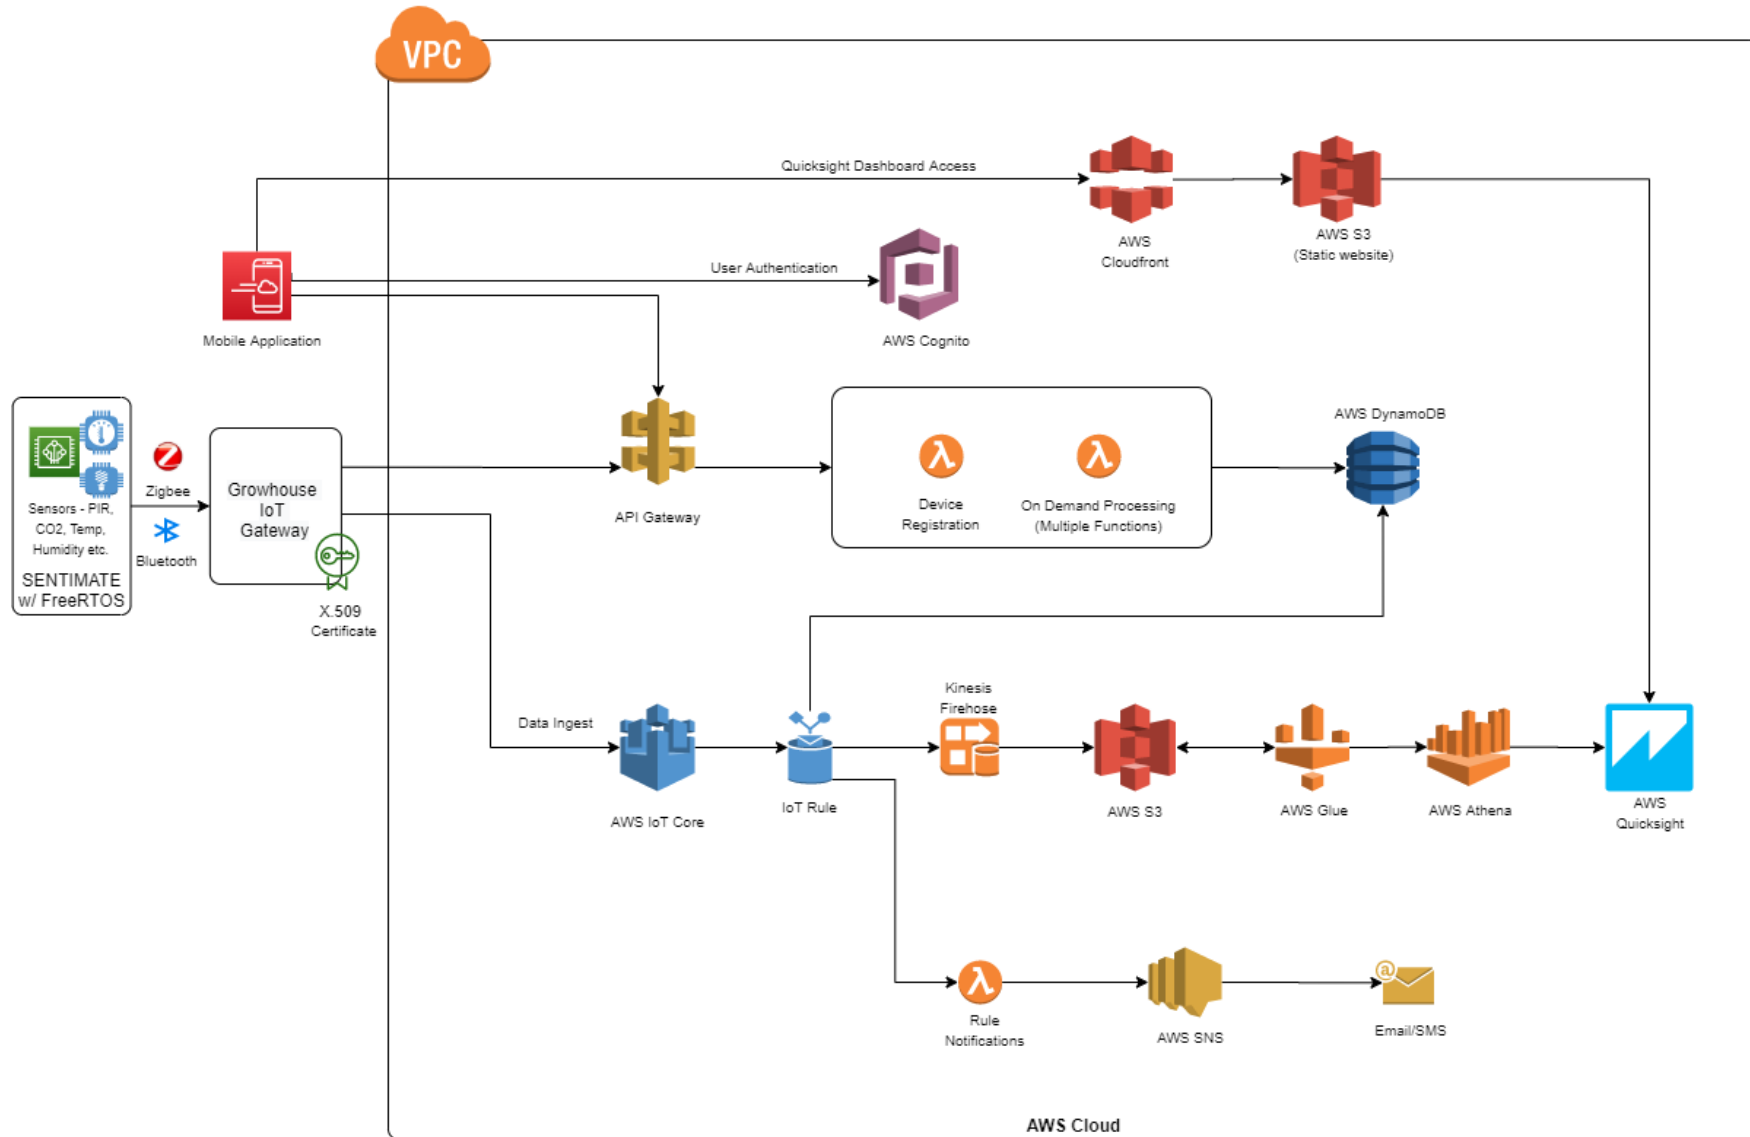 VPC
Quicksight Dashboard Access
AWS
Cloudfront
AWS S3
(Static website)
User Authentication
AWS Cognito
Mobile Application
Sensors - PIR,
CO2, Temp,
Humidity etc.
SENTIMATE
w/ FreeRTOS
Z
Zigbee
Bluetooth
Growhouse
IoT
Gateway
X.509
Certificate
API Gateway
λ
Device
Registration
λ
On Demand Processing
(Multiple Functions)
AWS DynamoDB
Data Ingest
AWS IoT Core
IoT Rule
Kinesis
Firehose
AWS S3
AWS Glue
AWS Athena
AWS
Quicksight
λ
Rule
Notifications
AWS SNS
@
Email/SMS
AWS Cloud